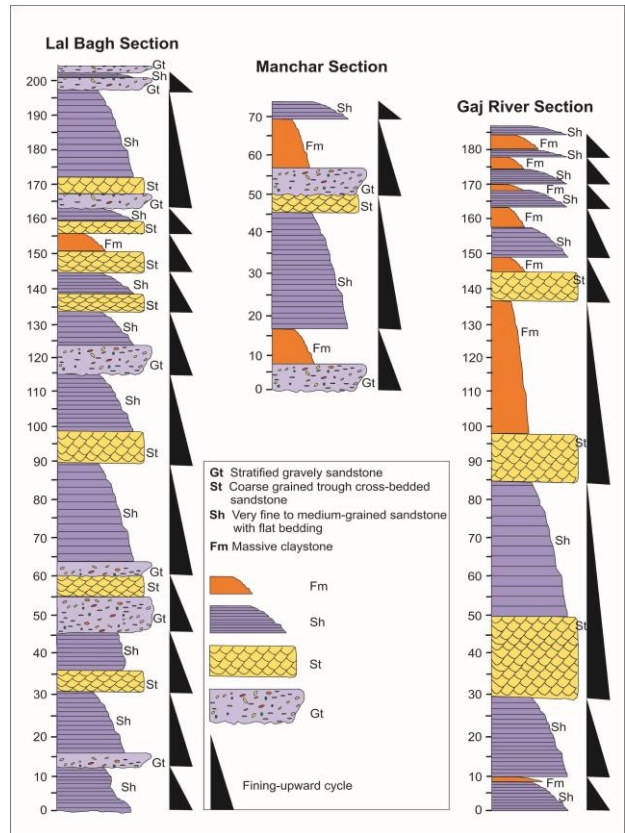 Lal Bagh Section
Gt
200
Sh
Gt
190
Sh
180
170
St
Gt
160
Sh
St
Fm
150
St
140
Sh
St
130
Sh
120
Gt
110
Sh
100
St
90
80
Sh
70
Gt
60
St
50
Gt
40
Sh
St
30
20
Sh
Gt
10
Sh
0
Manchar Section
70
Sh
60
Fm
Gt
50
St
40
30
Sh
20
10
Fm
Gt
0
Gaj River Section
Sh
180
Fm
Sh
Fm
170
Sh
Fm
Sh
160
Fm
150
Sh
Fm
140
St
130
120
Fm
110
100
St
90
80
70
Sh
60
50
St
40
30
20
Sh
10
Fm
Sh
0
Gt Stratified gravely sandstone
St Coarse grained trough cross-bedded
sandstone
Sh Very fine to medium-grained sandstone
with flat bedding
Fm Massive claystone
Fm
Sh
St
Gt
Fining-upward cycle